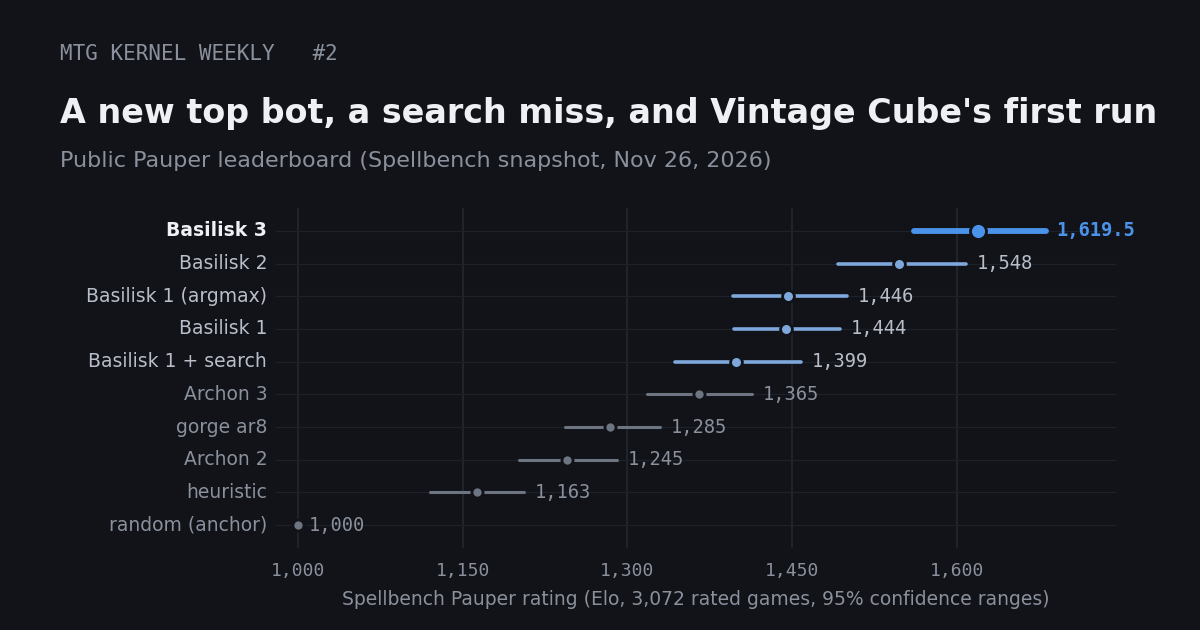 MTG KERNEL WEEKLY #2
A new top bot, a search miss, and Vintage Cube's first run
Public Pauper leaderboard (Spellbench snapshot, Nov 26, 2026)
Basilisk 3 1,619.5
Basilisk 2 1,548
Basilisk 1 (argmax) 1,446
Basilisk 1 1,444
Basilisk 1 + search 1,399
Archon 3 1,365
gorge ar8 1,285
Archon 2 1,245
heuristic 1,163
random (anchor) 1,000
1,000 1,150 1,300 1,450 1,600
Spellbench Pauper rating (Elo, 3,072 rated games, 95% confidence ranges)